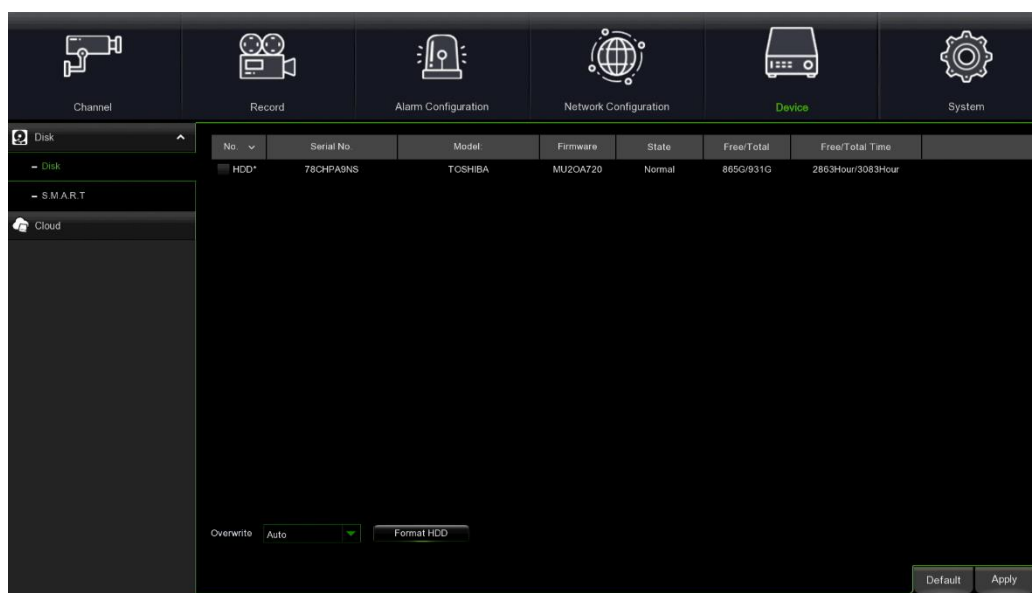 Channel Record Alarm Configuration Network Configuration Device System
Disk
No. Serial No. Model: Firmware State Free/Total Free/Total Time
– Disk
HDD* 78CHPA9NS TOSHIBA MU2OA720 Normal 865G/931G 2863Hour/3083Hour
– S.M.A.R.T
Cloud
Overwrite Auto Format HDD
Default Apply